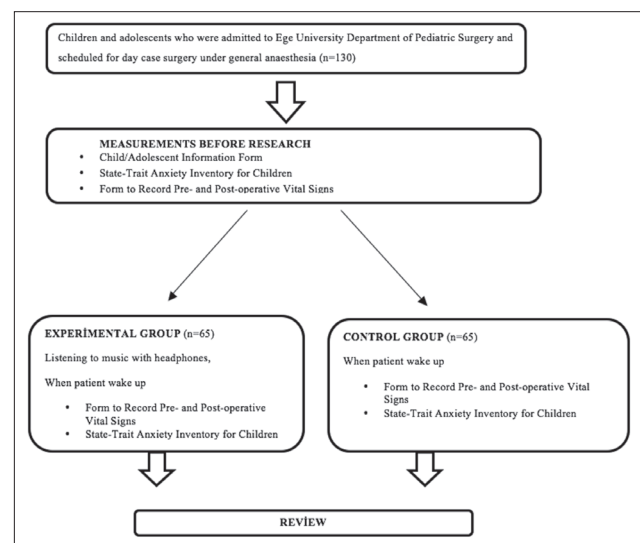 Children and adolescents who were admitted to Ege University Department of Pediatric Surgery and
scheduled for day case surgery under general anaesthesia (n=130)
MEASUREMENTS BEFORE RESEARCH
• Child/Adolescent Information Form
• State-Trait Anxiety Inventory for Children
• Form to Record Pre- and Post-operative Vital Signs
EXPERİMENTAL GROUP (n=65)
Listening to music with headphones,
When patient wake up
• Form to Record Pre- and Post-operative
Vital Signs
• State-Trait Anxiety Inventory for Children
CONTROL GROUP (n=65)
When patient wake up
• Form to Record Pre- and Post-operative Vital
Signs
• State-Trait Anxiety Inventory for Children
REVİEW